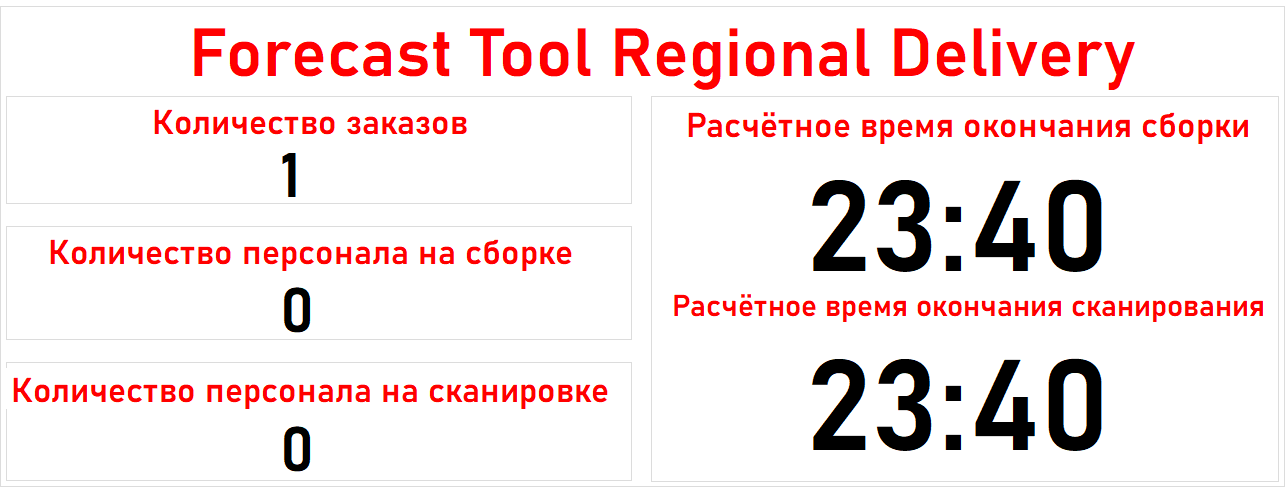 Forecast Tool Regional Delivery
Количество заказов
1
Количество персонала на сборке
0
Количество персонала на сканировке
0
Расчётное время окончания сборки
23:40
Расчётное время окончания сканирования
23:40